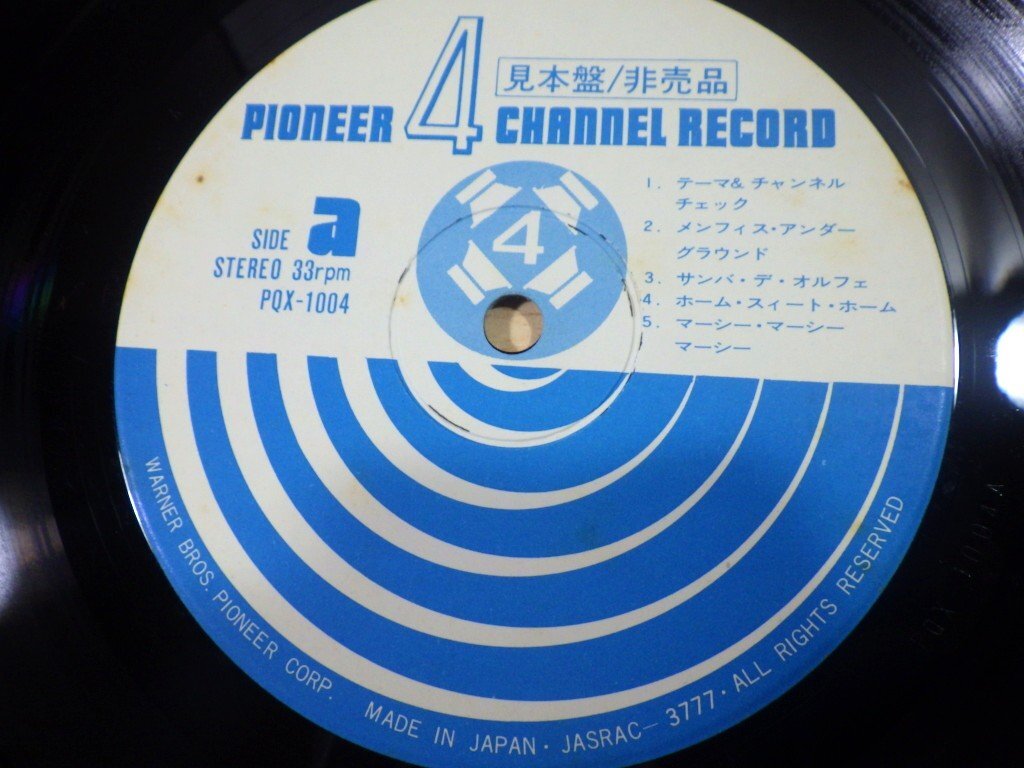 見本盤/非売品
PIONEER 4 CHANNEL RECORD
SIDE a
STEREO 33rpm
PQX-1004
4
1. テーマ& チャンネル
チェック
2. メンフィス・アンダー
グラウンド
3. サンバ・デ・オルフェ
4. ホーム・スィート・ホーム
5. マーシー・マーシー
マーシー
WARNER BROS. PIONEER CORP. MADE IN JAPAN・JASRAC-3777・ALL RIGHTS RESERVED